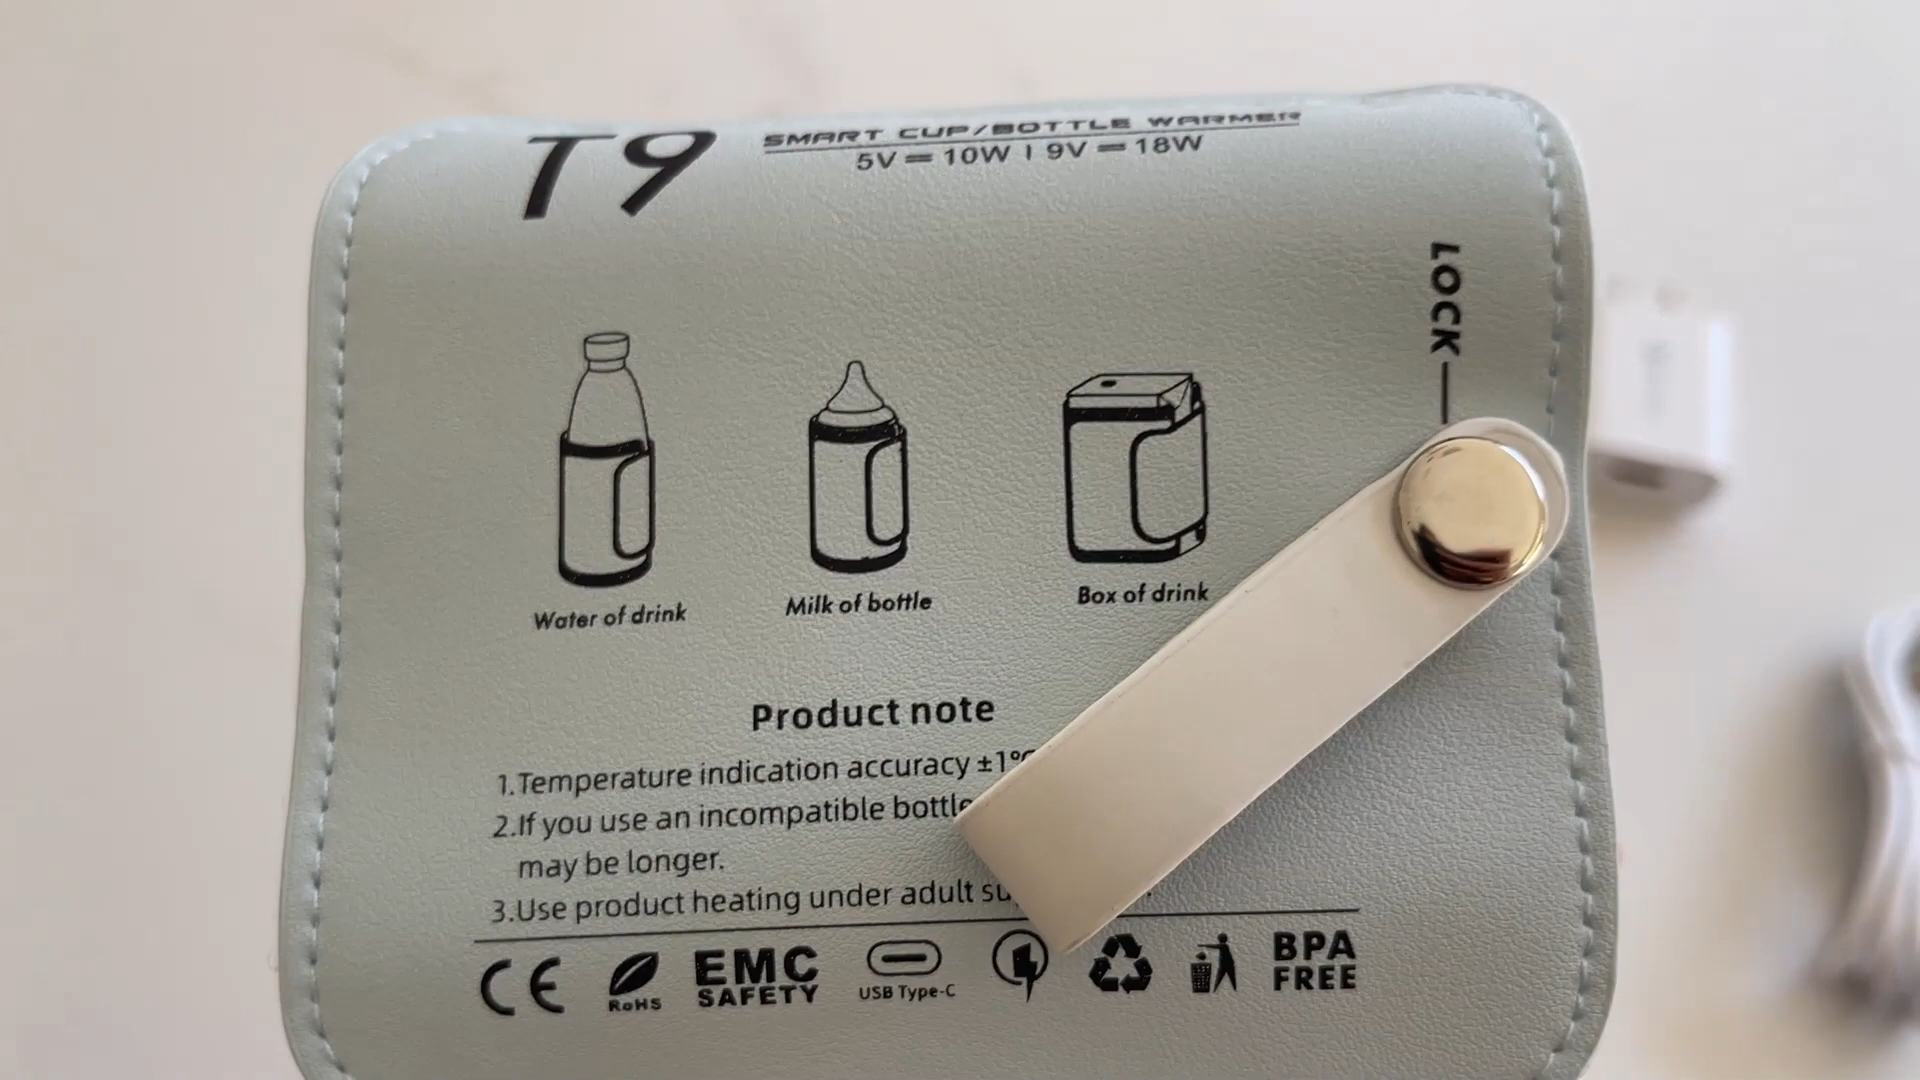 T9
SMART CUP/BOTTLE WARMER
5V⎓10W | 9V⎓18W
LOCK
Water of drink
Milk of bottle
Box of drink
Product note
1.Temperature indication accuracy ±1°C
2.If you use an incompatible bottle
may be longer.
3.Use product heating under adult
CE
RoHS
EMC
SAFETY
USB Type-C
BPA
FREE